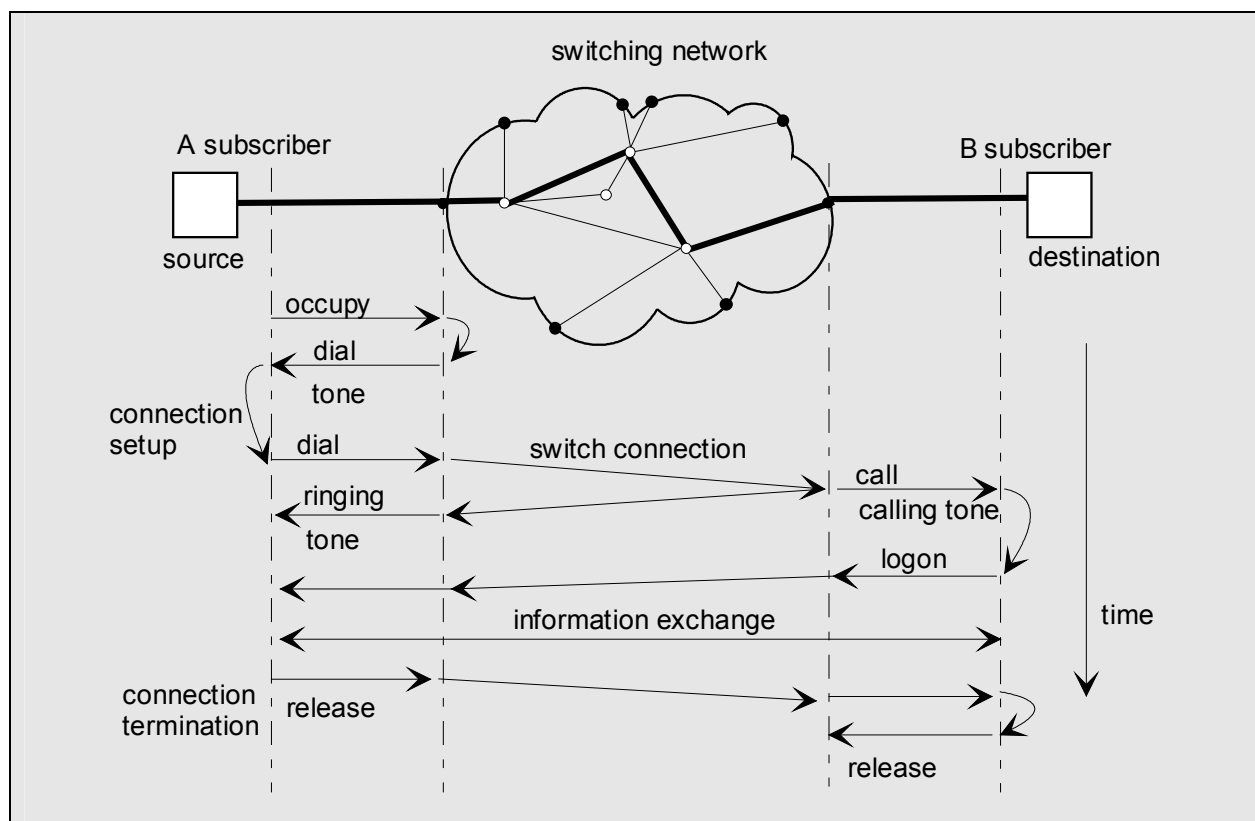 switching network
A subscriber
B subscriber
source
destination
occupy
dial
tone
connection
setup
dial
switch connection
call
ringing
calling tone
tone
logon
information exchange
time
connection
termination
release
release